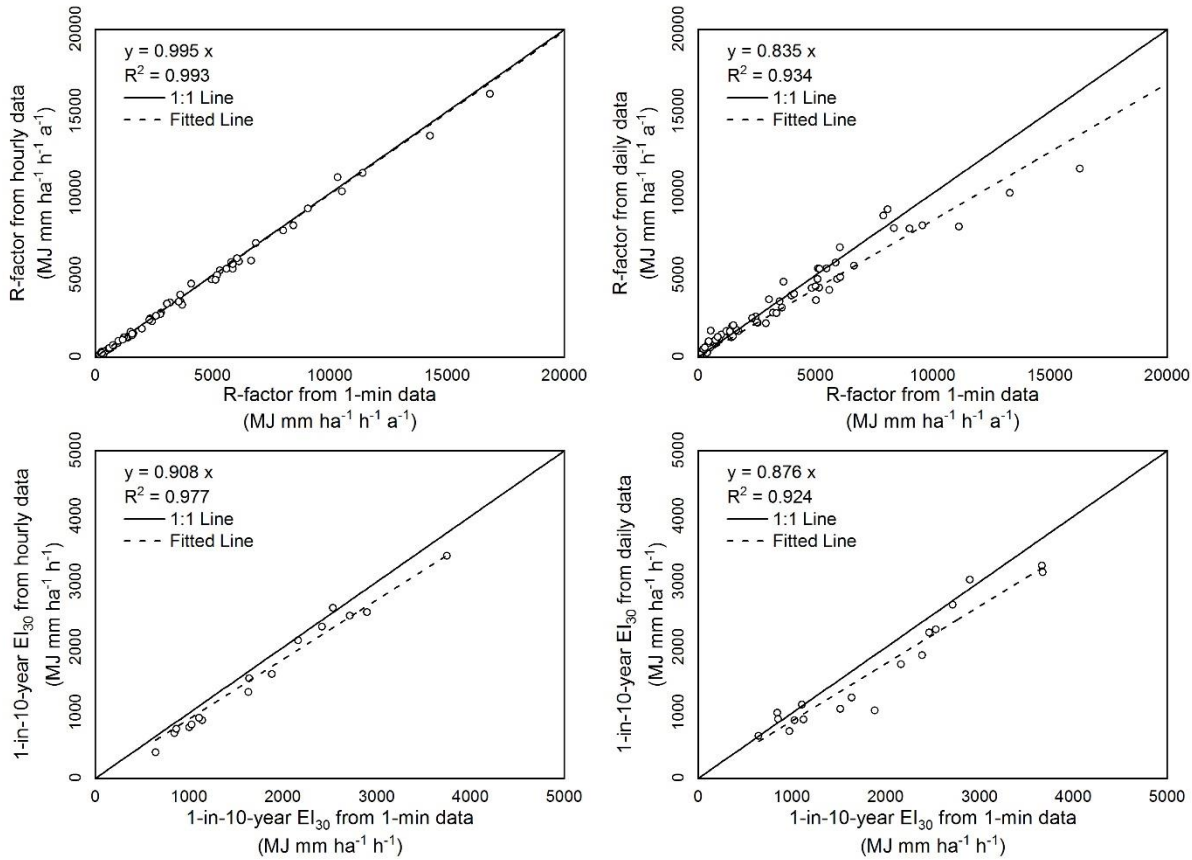 R-factor from hourly data
(MJ mm ha⁻¹ h⁻¹ a⁻¹)
20000
15000
10000
5000
0
y = 0.995 x
R² = 0.993
1:1 Line
Fitted Line
0 5000 10000 15000 20000
R-factor from 1-min data
(MJ mm ha⁻¹ h⁻¹ a⁻¹)
R-factor from daily data
(MJ mm ha⁻¹ h⁻¹ a⁻¹)
20000
15000
10000
5000
0
y = 0.835 x
R² = 0.934
1:1 Line
Fitted Line
0 5000 10000 15000 20000
R-factor from 1-min data
(MJ mm ha⁻¹ h⁻¹ a⁻¹)
1-in-10-year EI₃₀ from hourly data
(MJ mm ha⁻¹ h⁻¹)
5000
4000
3000
2000
1000
0
y = 0.908 x
R² = 0.977
1:1 Line
Fitted Line
0 1000 2000 3000 4000 5000
1-in-10-year EI₃₀ from 1-min data
(MJ mm ha⁻¹ h⁻¹)
1-in-10-year EI₃₀ from daily data
(MJ mm ha⁻¹ h⁻¹)
5000
4000
3000
2000
1000
0
y = 0.876 x
R² = 0.924
1:1 Line
Fitted Line
0 1000 2000 3000 4000 5000
1-in-10-year EI₃₀ from 1-min data
(MJ mm ha⁻¹ h⁻¹)